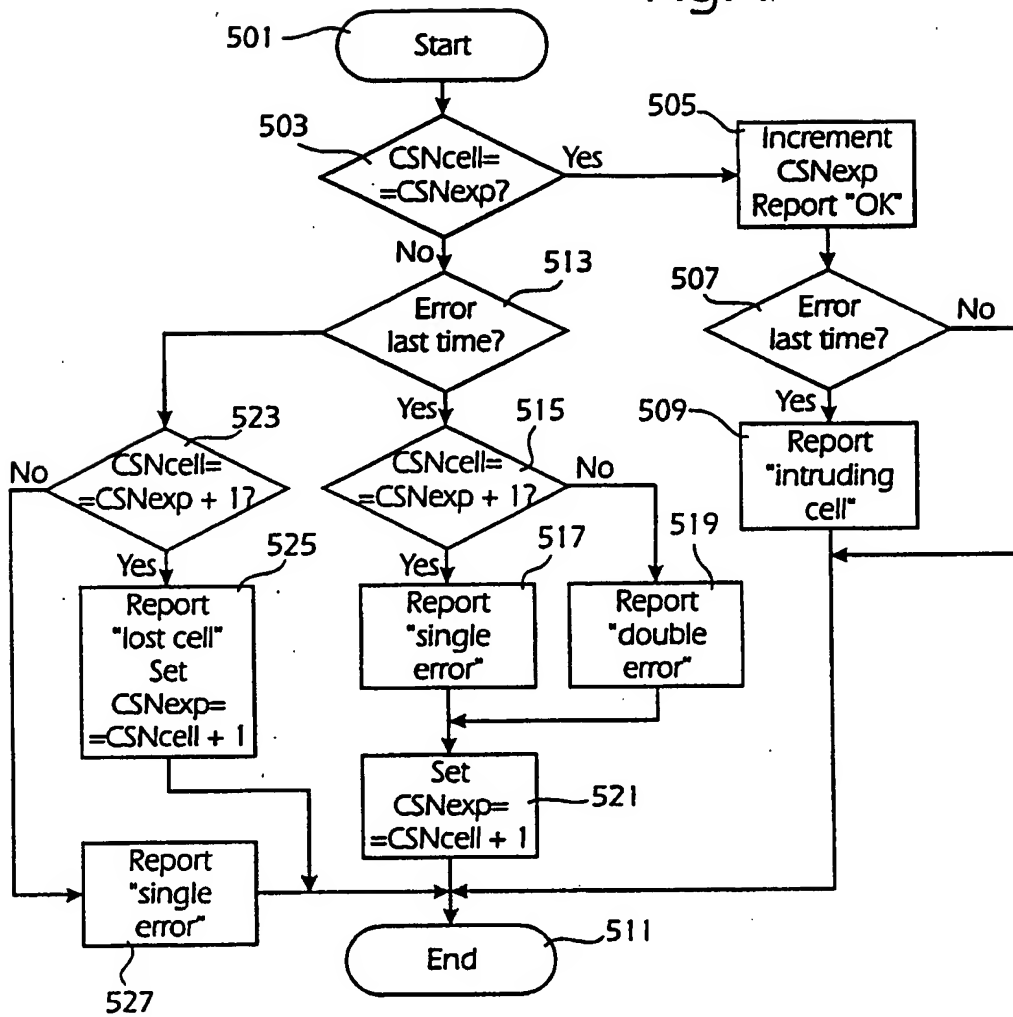 501
Start
503
CSNcell=
=CSNexp?
Yes
505
Increment
CSNexp
Report "OK"
No
513
Error
last time?
507
Error
last time?
No
Yes
509
Report
"intruding
cell"
523
No
CSNcell=
=CSNexp + 1?
Yes
515
CSNcell=
=CSNexp + 1?
No
Yes
525
Report
"lost cell"
Set
CSNexp=
=CSNcell + 1
517
Report
"single
error"
519
Report
"double
error"
Set
CSNexp=
=CSNcell + 1
521
Report
"single
error"
527
End
511